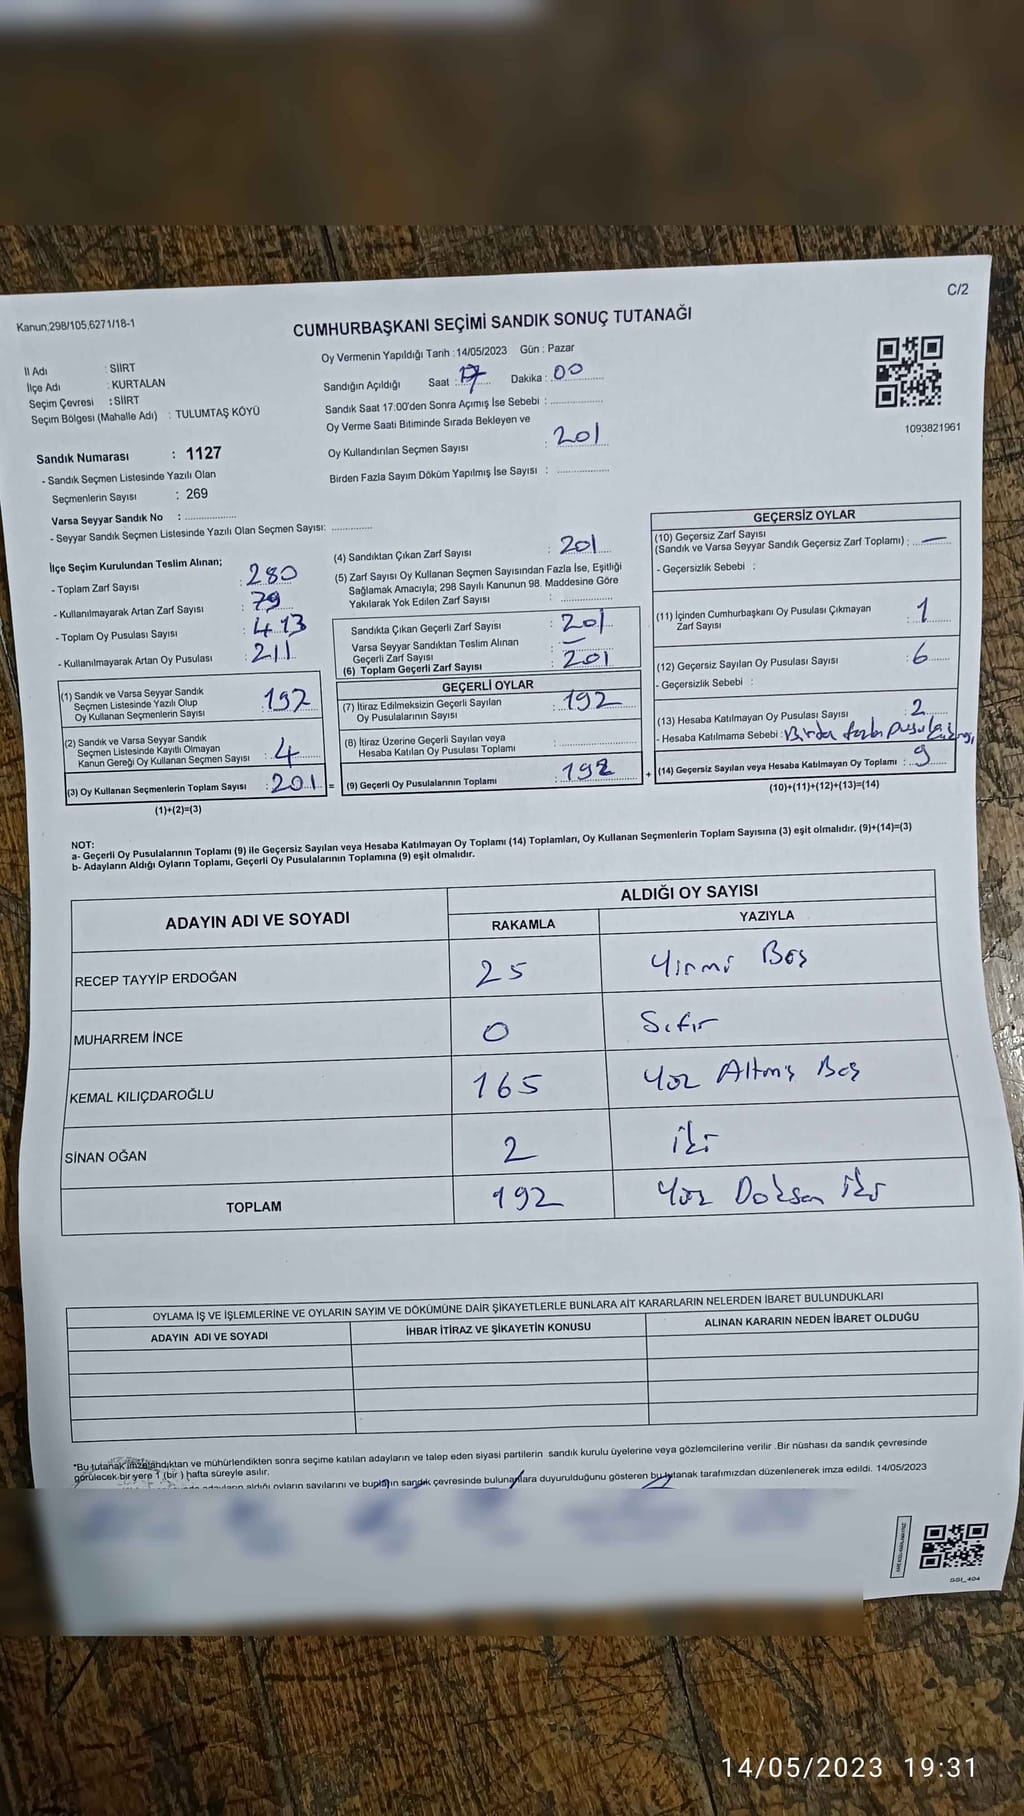 C/2
Kanun,298/105,6271/18-1
CUMHURBAŞKANI SEÇİMİ SANDIK SONUÇ TUTANAĞI
İl Adı : SİİRT
İlçe Adı : KURTALAN
Seçim Çevresi : SİİRT
Seçim Bölgesi (Mahalle Adı) : TULUMTAŞ KÖYÜ
Sandık Numarası : 1127
- Sandık Seçmen Listesinde Yazılı Olan
Seçmenlerin Sayısı : 269
Varsa Seyyar Sandık No : ..................
- Seyyar Sandık Seçmen Listesinde Yazılı Olan Seçmen Sayısı: ..............
Oy Vermenin Yapıldığı Tarih : 14/05/2023 Gün : Pazar
Sandığın Açıldığı Saat : 17 Dakika : 00
Sandık Saat 17.00'den Sonra Açımış İse Sebebi : ..................
Oy Verme Saati Bitiminde Sırada Bekleyen ve
Oy Kullandırılan Seçmen Sayısı : 201
Birden Fazla Sayım Döküm Yapılmış İse Sayısı : ..................
1093821961
İlçe Seçim Kurulundan Teslim Alınan;
- Toplam Zarf Sayısı : 280
- Kullanılmayarak Artan Zarf Sayısı : 79
- Toplam Oy Pusulası Sayısı : 413
- Kullanılmayarak Artan Oy Pusulası : 211
(1) Sandık ve Varsa Seyyar Sandık
Seçmen Listesinde Yazılı Olup
Oy Kullanan Seçmenlerin Sayısı : 197
(2) Sandık ve Varsa Seyyar Sandık
Seçmen Listesinde Kayıtlı Olmayan
Kanun Gereği Oy Kullanan Seçmen Sayısı : 4
(3) Oy Kullanan Seçmenlerin Toplam Sayısı : 201 =
(1)+(2)=(3)
(4) Sandıktan Çıkan Zarf Sayısı : 201
(5) Zarf Sayısı Oy Kullanan Seçmen Sayısından Fazla İse, Eşitliği
Sağlamak Amacıyla; 298 Sayılı Kanunun 98. Maddesine Göre
Yakılarak Yok Edilen Zarf Sayısı : ..................
Sandıkta Çıkan Geçerli Zarf Sayısı : 201
Varsa Seyyar Sandıktan Teslim Alınan
Geçerli Zarf Sayısı : —
(6) Toplam Geçerli Zarf Sayısı : 201
GEÇERLİ OYLAR
(7) İtiraz Edilmeksizin Geçerli Sayılan
Oy Pusulalarının Sayısı : 192
(8) İtiraz Üzerine Geçerli Sayılan veya
Hesaba Katılan Oy Pusulası Toplamı : ..................
(9) Geçerli Oy Pusulalarının Toplamı : 192 +
GEÇERSİZ OYLAR
(10) Geçersiz Zarf Sayısı
(Sandık ve Varsa Seyyar Sandık Geçersiz Zarf Toplamı) : —
- Geçersizlik Sebebi :
(11) İçinden Cumhurbaşkanı Oy Pusulası Çıkmayan
Zarf Sayısı : 1
(12) Geçersiz Sayılan Oy Pusulası Sayısı : 6
- Geçersizlik Sebebi :
(13) Hesaba Katılmayan Oy Pusulası Sayısı : 2
- Hesaba Katılmama Sebebi : Birden fazla pusula
(14) Geçersiz Sayılan veya Hesaba Katılmayan Oy Toplamı : 9
(10)+(11)+(12)+(13)=(14)
NOT:
a- Geçerli Oy Pusulalarının Toplamı (9) ile Geçersiz Sayılan veya Hesaba Katılmayan Oy Toplamı (14) Toplamları, Oy Kullanan Seçmenlerin Toplam Sayısına (3) eşit olmalıdır. (9)+(14)=(3)
b- Adayların Aldığı Oyların Toplamı, Geçerli Oy Pusulalarının Toplamına (9) eşit olmalıdır.
ADAYIN ADI VE SOYADI ALDIĞI OY SAYISI
RAKAMLA YAZIYLA
RECEP TAYYİP ERDOĞAN 25 Yirmi Beş
MUHARREM İNCE 0 Sıfır
KEMAL KILIÇDAROĞLU 165 Yüz Altmış Beş
SİNAN OĞAN 2 İki
TOPLAM 192 Yüz Doksan İki
OYLAMA İŞ VE İŞLEMLERİNE VE OYLARIN SAYIM VE DÖKÜMÜNE DAİR ŞİKAYETLERLE BUNLARA AİT KARARLARIN NELERDEN İBARET BULUNDUKLARI
ADAYIN ADI VE SOYADI İHBAR İTİRAZ VE ŞİKAYETİN KONUSU ALINAN KARARIN NEDEN İBARET OLDUĞU
*Bu tutanak imzalandıktan ve mühürlendikten sonra seçime katılan adayların ve talep eden siyasi partilerin sandık kurulu üyelerine veya gözlemcilerine verilir .Bir nüshası da sandık çevresinde
görülecek bir yere 1 (bir ) hafta süreyle asılır.
adayların aldığı oyların sayılarını ve bunların sandık çevresinde bulunanlara duyurulduğunu gösteren bu tutanak tarafımızdan düzenlenerek imza edildi. 14/05/2023
SSI_404
14/05/2023 19:31